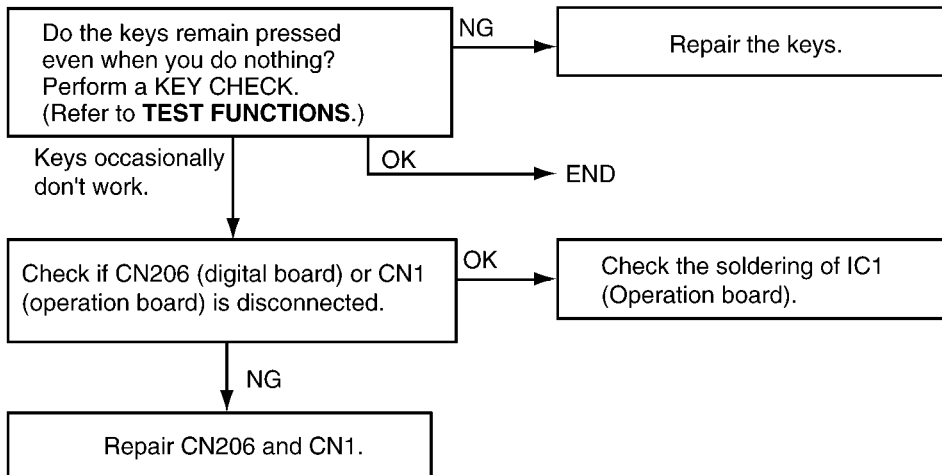 Do the keys remain pressed
even when you do nothing?
Perform a KEY CHECK.
(Refer to TEST FUNCTIONS.)
NG
Repair the keys.
Keys occasionally
don't work.
OK
END
Check if CN206 (digital board) or CN1
(operation board) is disconnected.
OK
Check the soldering of IC1
(Operation board).
NG
Repair CN206 and CN1.